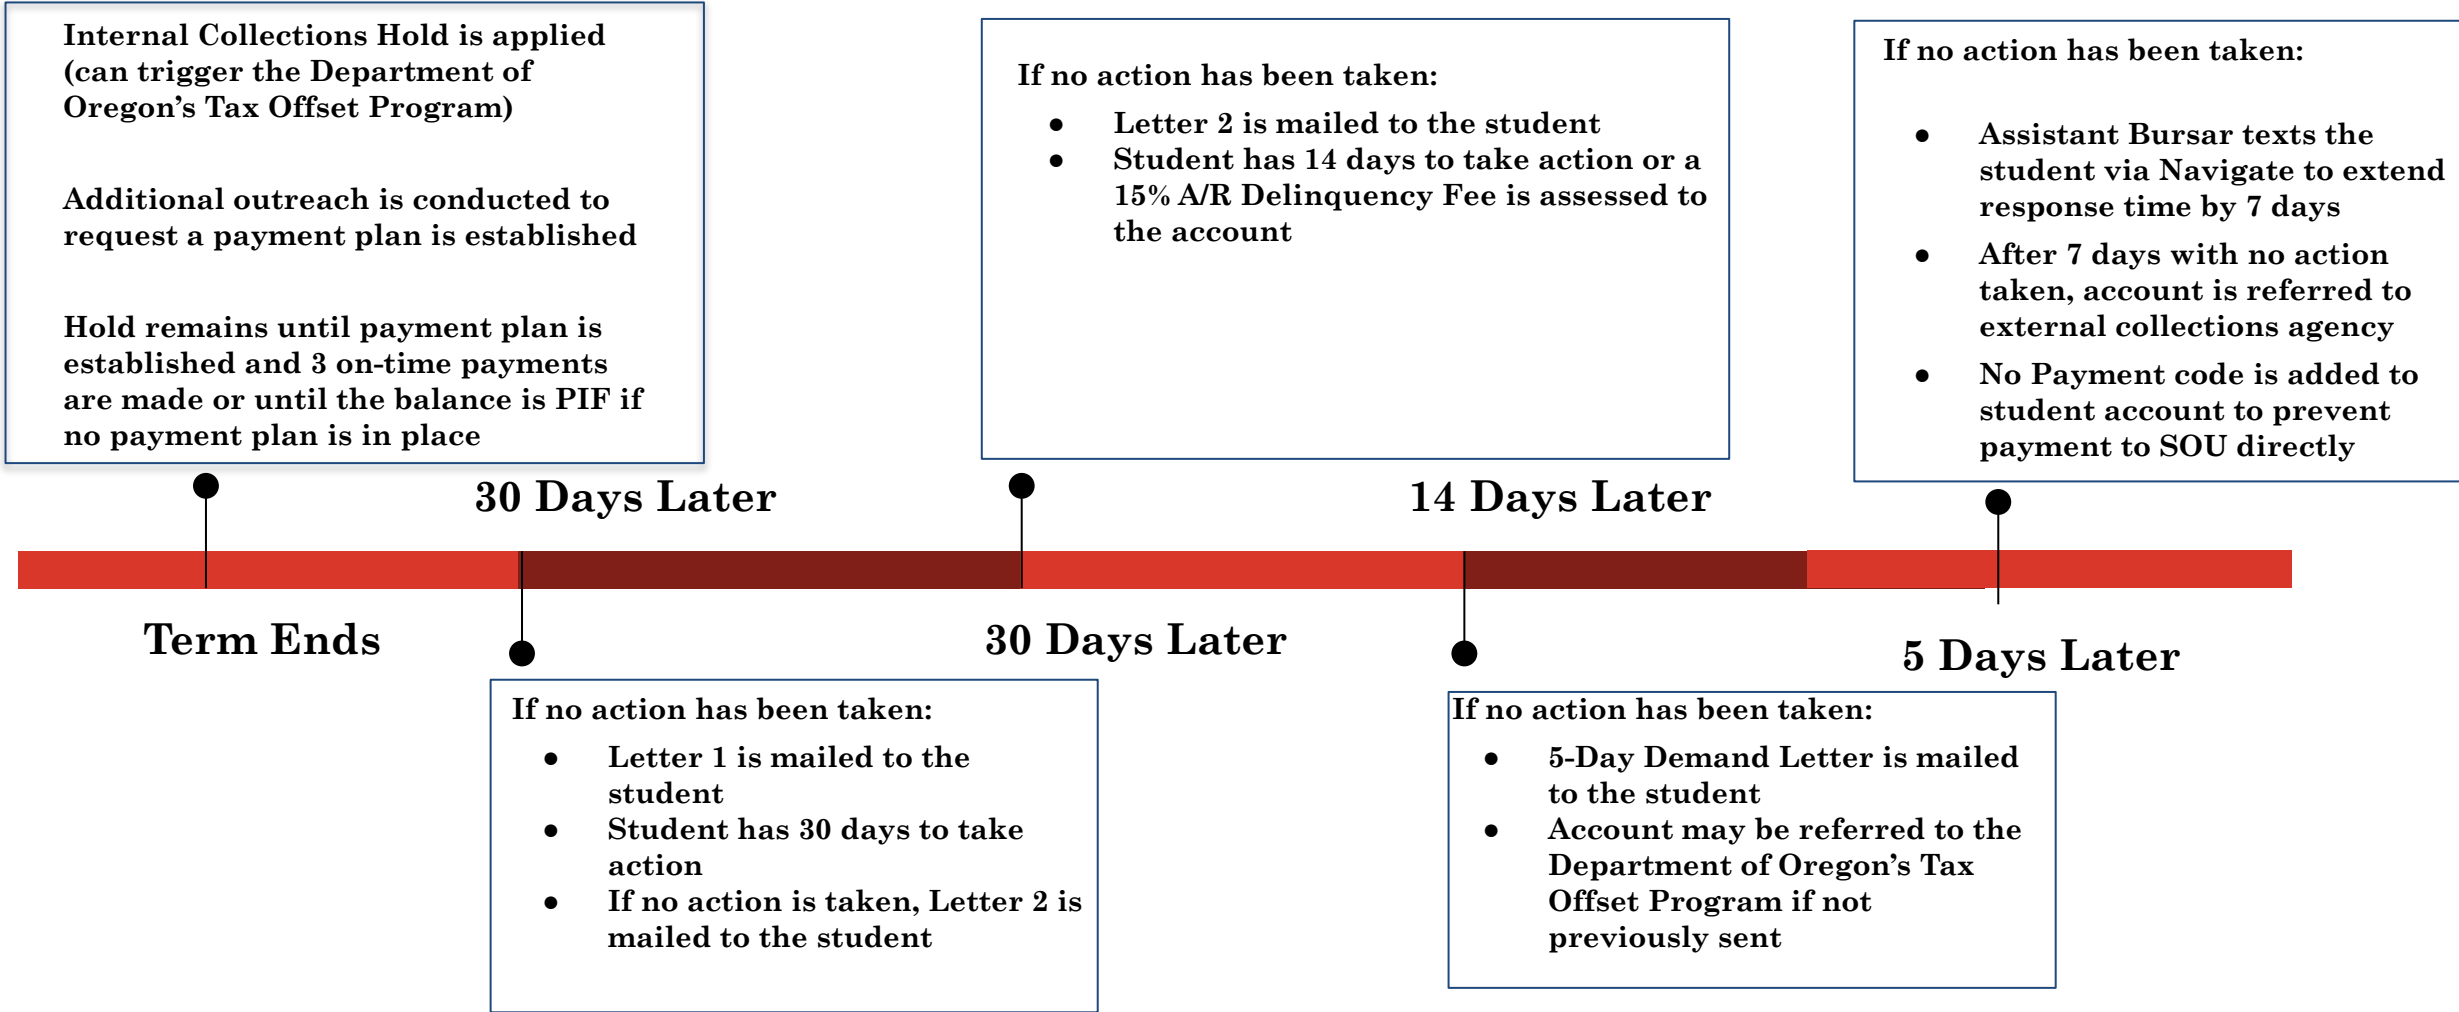 Internal Collections Hold is applied
(can trigger the Department of
Oregon’s Tax Offset Program)
Additional outreach is conducted to
request a payment plan is established
Hold remains until payment plan is
established and 3 on-time payments
are made or until the balance is PIF if
no payment plan is in place
If no action has been taken:
● Letter 2 is mailed to the student
● Student has 14 days to take action or a
15% A/R Delinquency Fee is assessed to
the account
If no action has been taken:
● Assistant Bursar texts the
student via Navigate to extend
response time by 7 days
● After 7 days with no action
taken, account is referred to
external collections agency
● No Payment code is added to
student account to prevent
payment to SOU directly
30 Days Later
14 Days Later
Term Ends
30 Days Later
5 Days Later
If no action has been taken:
● Letter 1 is mailed to the
student
● Student has 30 days to take
action
● If no action is taken, Letter 2 is
mailed to the student
If no action has been taken:
● 5-Day Demand Letter is mailed
to the student
● Account may be referred to the
Department of Oregon’s Tax
Offset Program if not
previously sent